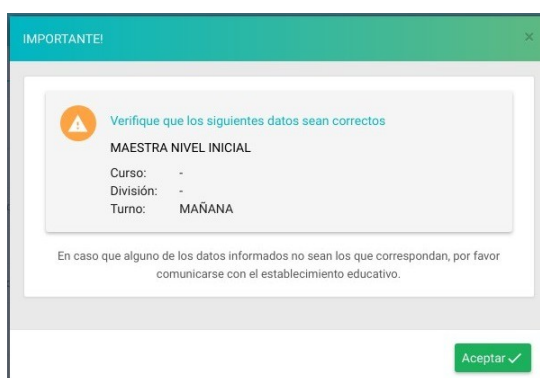 IMPORTANTE!
×
Verifique que los siguientes datos sean correctos
MAESTRA NIVEL INICIAL
Curso: -
División: -
Turno: MAÑANA
En caso que alguno de los datos informados no sean los que correspondan, por favor
comunicarse con el establecimiento educativo.
Aceptar